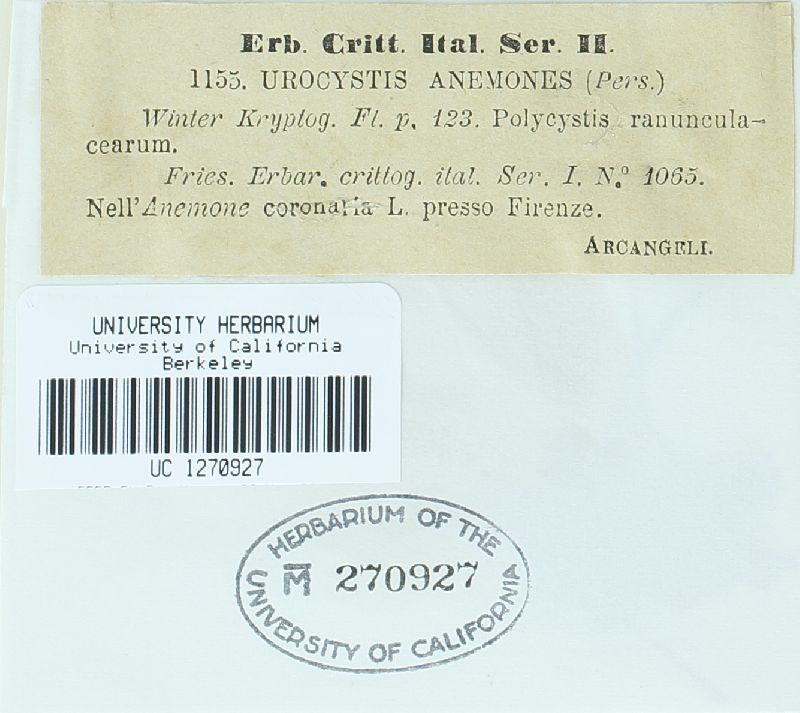 Erb. Critt. Ital. Ser. II.
1155. UROCYSTIS ANEMONES (Pers.)
Winter Kryptog. Fl. p. 123. Polycystis ranuncula-
cearum.
Fries. Erbar. crittog. ital. Ser. I. N.º 1065.
Nell'Anemone coronaria L. presso Firenze.
ARCANGELI.
UNIVERSITY HERBARIUM
University of California
Berkeley
UC 1270927
HERBARIUM OF THE
M 270927
UNIVERSITY OF CALIFORNIA